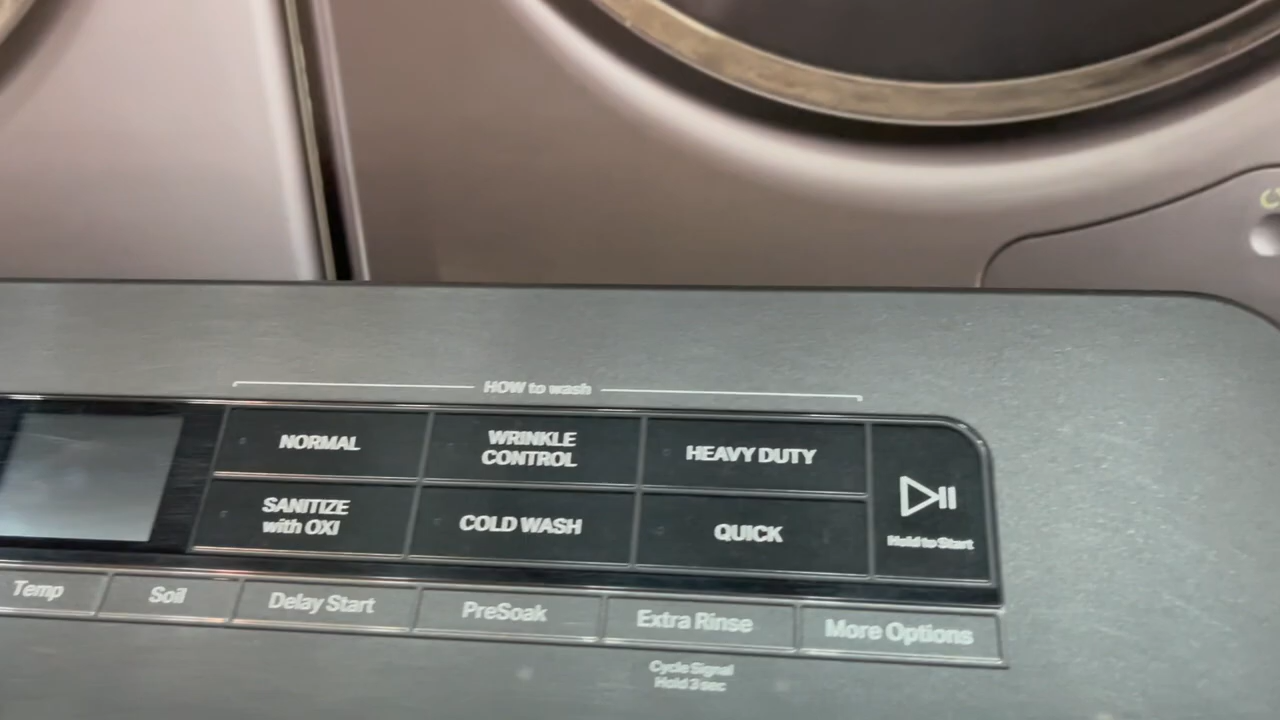 HOW to wash
NORMAL
WRINKLE
CONTROL
HEAVY DUTY
SANITIZE
with OXI
COLD WASH
QUICK
Hold to Start
Temp
Soil
Delay Start
PreSoak
Extra Rinse
More Options
Cycle Signal
Hold 3 sec